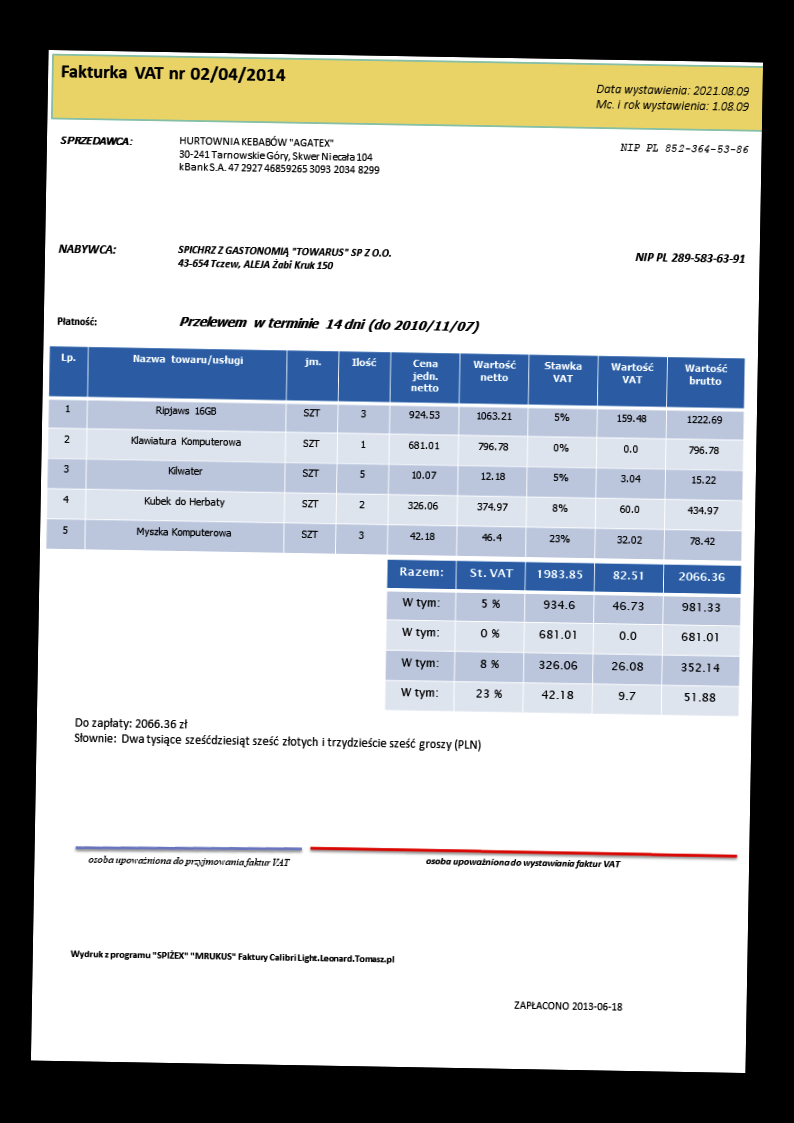 Fakturka VAT nr 02/04/2014
Data wystawienia: 2021.08.09
Mc. i rok wystawienia: 1.08.09
SPRZEDAWCA: HURTOWNIA KEBABÓW "AGATEX" NIP PL 852-364-53-86
30-241 Tarnowskie Góry, Skwer Niecała 104
kBank S.A. 47 2927 46859265 3093 2034 8299
NABYWCA: SPICHRZ Z GASTONOMIĄ "TOWARUS" SP Z O.O. NIP PL 289-583-63-91
43-654 Tczew, ALEJA Żabi Kruk 150
Płatność: Przelewem w terminie 14 dni (do 2010/11/07)
Lp. Nazwa towaru/usługi jm. Ilość Cena jedn. netto Wartość netto Stawka VAT Wartość VAT Wartość brutto
1 Ripjaws 16GB SZT 3 924.53 1063.21 5% 159.48 1222.69
2 Klawiatura Komputerowa SZT 1 681.01 796.78 0% 0.0 796.78
3 Kilwater SZT 5 10.07 12.18 5% 3.04 15.22
4 Kubek do Herbaty SZT 2 326.06 374.97 8% 60.0 434.97
5 Myszka Komputerowa SZT 3 42.18 46.4 23% 32.02 78.42
Razem: St. VAT 1983.85 82.51 2066.36
W tym: 5 % 934.6 46.73 981.33
W tym: 0 % 681.01 0.0 681.01
W tym: 8 % 326.06 26.08 352.14
W tym: 23 % 42.18 9.7 51.88
Do zapłaty: 2066.36 zł
Słownie: Dwa tysiące sześćdziesiąt sześć złotych i trzydzieście sześć groszy (PLN)
osoba upoważniona do przyjmowania faktur VAT osoba upoważniona do wystawiania faktur VAT
Wydruk z programu "SPIŻEX" "MRUKUS" Faktury Calibri Light.Leonard.Tomasz.pl
ZAPŁACONO 2013-06-18